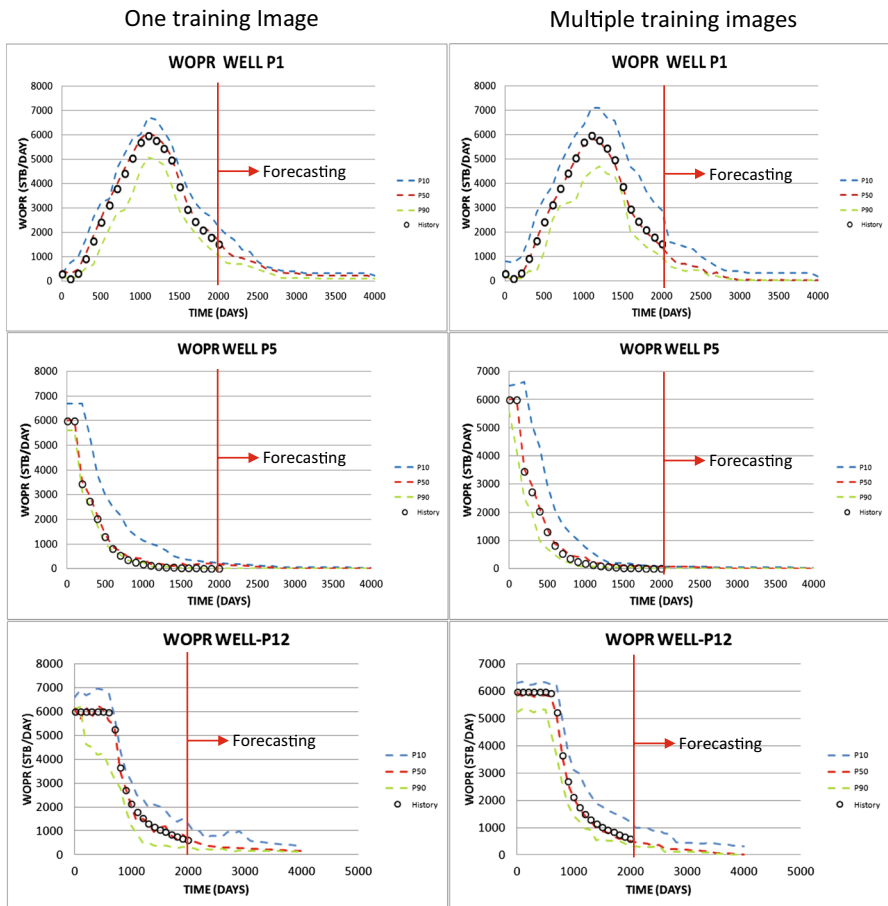 One training Image
Multiple training images
WOPR WELL P1
WOPR (STB/DAY)
8000
7000
6000
5000
4000
3000
2000
1000
0
0 500 1000 1500 2000 2500 3000 3500 4000
TIME (DAYS)
Forecasting
P10
P50
P90
History
WOPR WELL P1
WOPR (STB/DAY)
8000
7000
6000
5000
4000
3000
2000
1000
0
0 500 1000 1500 2000 2500 3000 3500 4000
TIME (DAYS)
Forecasting
P10
P50
P90
History
WOPR WELL P5
WOPR (STB/DAY)
8000
7000
6000
5000
4000
3000
2000
1000
0
0 500 1000 1500 2000 2500 3000 3500 4000
TIME (DAYS)
Forecasting
P10
P50
P90
History
WOPR WELL P5
WOPR (STB/DAY)
8000
7000
6000
5000
4000
3000
2000
1000
0
0 500 1000 1500 2000 2500 3000 3500 4000
TIME (DAYS)
Forecasting
P10
P50
P90
History
WOPR WELL-P12
WOPR (STB/DAY)
8000
7000
6000
5000
4000
3000
2000
1000
0
0 1000 2000 3000 4000 5000
TIME (DAYS)
Forecasting
P10
P50
P90
History
WOPR WELL-P12
WOPR (STB/DAY)
7000
6000
5000
4000
3000
2000
1000
0
0 1000 2000 3000 4000 5000
TIME (DAYS)
Forecasting
P10
P50
P90
History